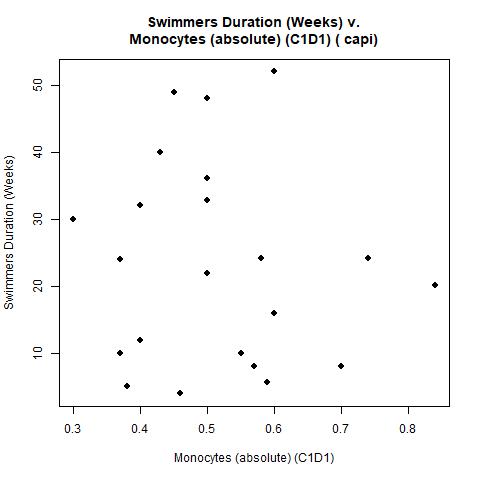 Swimmers Duration (Weeks) v.
Monocytes (absolute) (C1D1) ( capi)
Swimmers Duration (Weeks)
50
40
30
20
10
0.3 0.4 0.5 0.6 0.7 0.8
Monocytes (absolute) (C1D1)